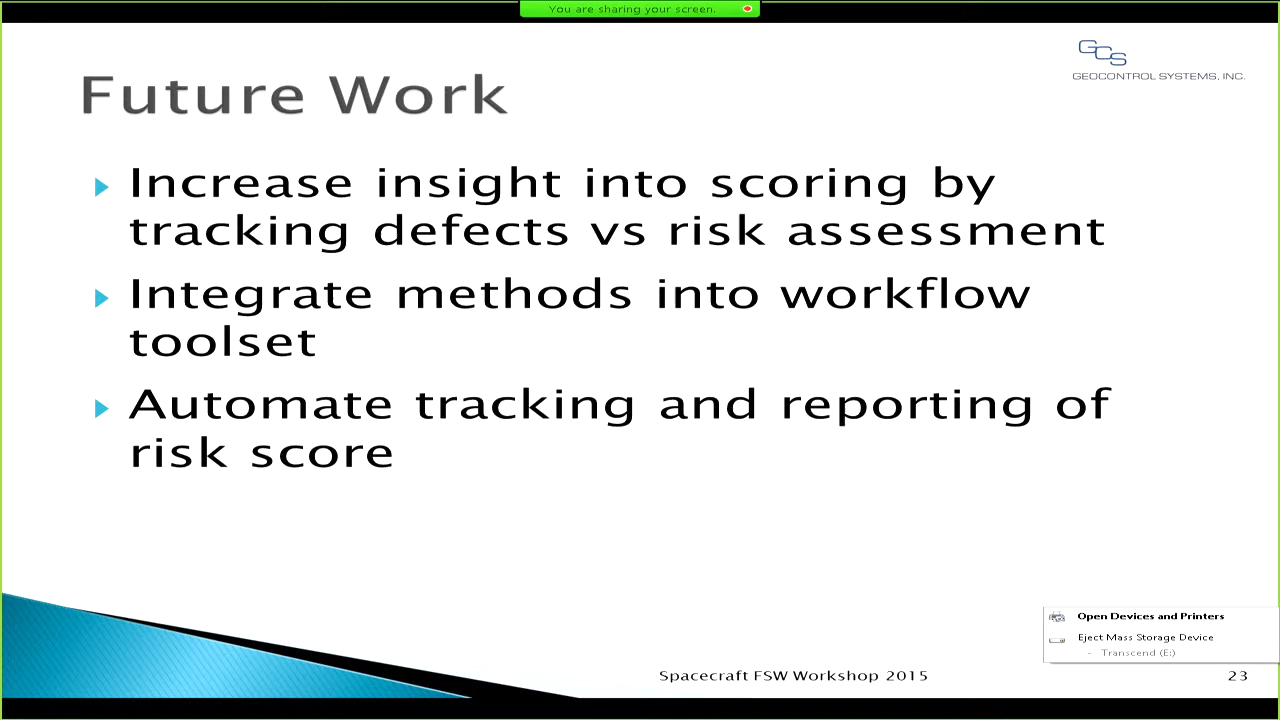 You are sharing your screen.
GCS
GEOCONTROL SYSTEMS, INC.
Future Work
Increase insight into scoring by
tracking defects vs risk assessment
Integrate methods into workflow
toolset
Automate tracking and reporting of
risk score
Open Devices and Printers
Eject Mass Storage Device
- Transcend (E:)
Spacecraft FSW Workshop 2015
23